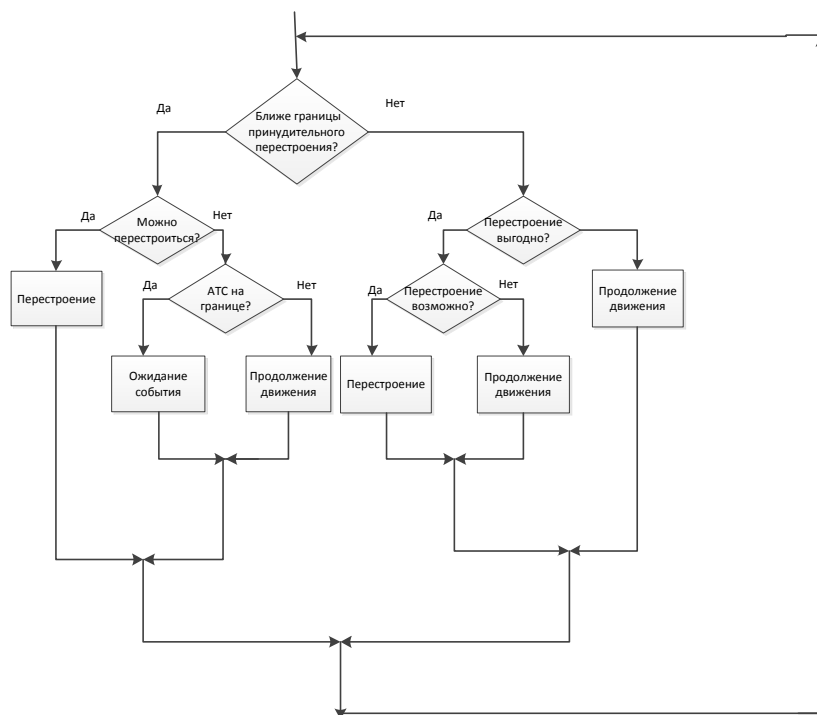 Ближе границы
принудительного
перестроения?
Да
Нет
Можно
перестроиться?
Да
Нет
Перестроение
выгодно?
Да
Перестроение
АТС на
границе?
Да
Нет
Перестроение
возможно?
Да
Нет
Продолжение
движения
Ожидание
события
Продолжение
движения
Перестроение
Продолжение
движения